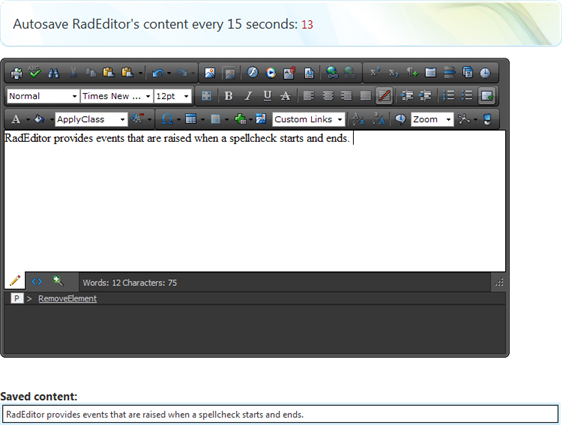 Autosave RadEditor's content every 15 seconds: 13
Normal Times New ... 12pt B I U A
A ApplyClass Custom Links Zoom
RadEditor provides events that are raised when a spellcheck starts and ends.
Words: 12 Characters: 75
P > RemoveElement
Saved content:
RadEditor provides events that are raised when a spellcheck starts and ends.